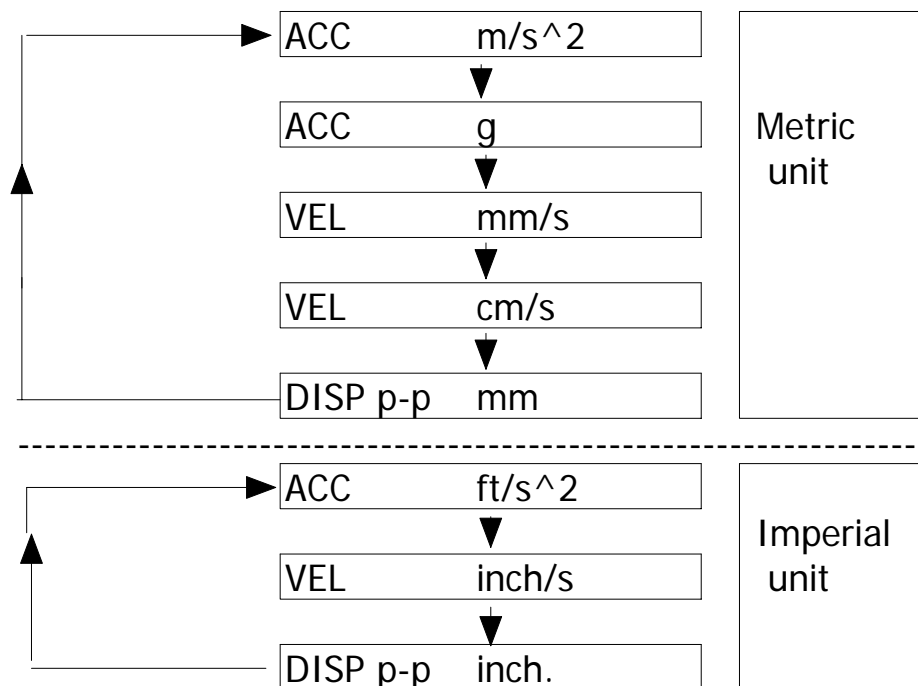 ACC m/s^2
ACC g
VEL mm/s
VEL cm/s
DISP p-p mm
Metric
unit
ACC ft/s^2
VEL inch/s
DISP p-p inch.
Imperial
unit